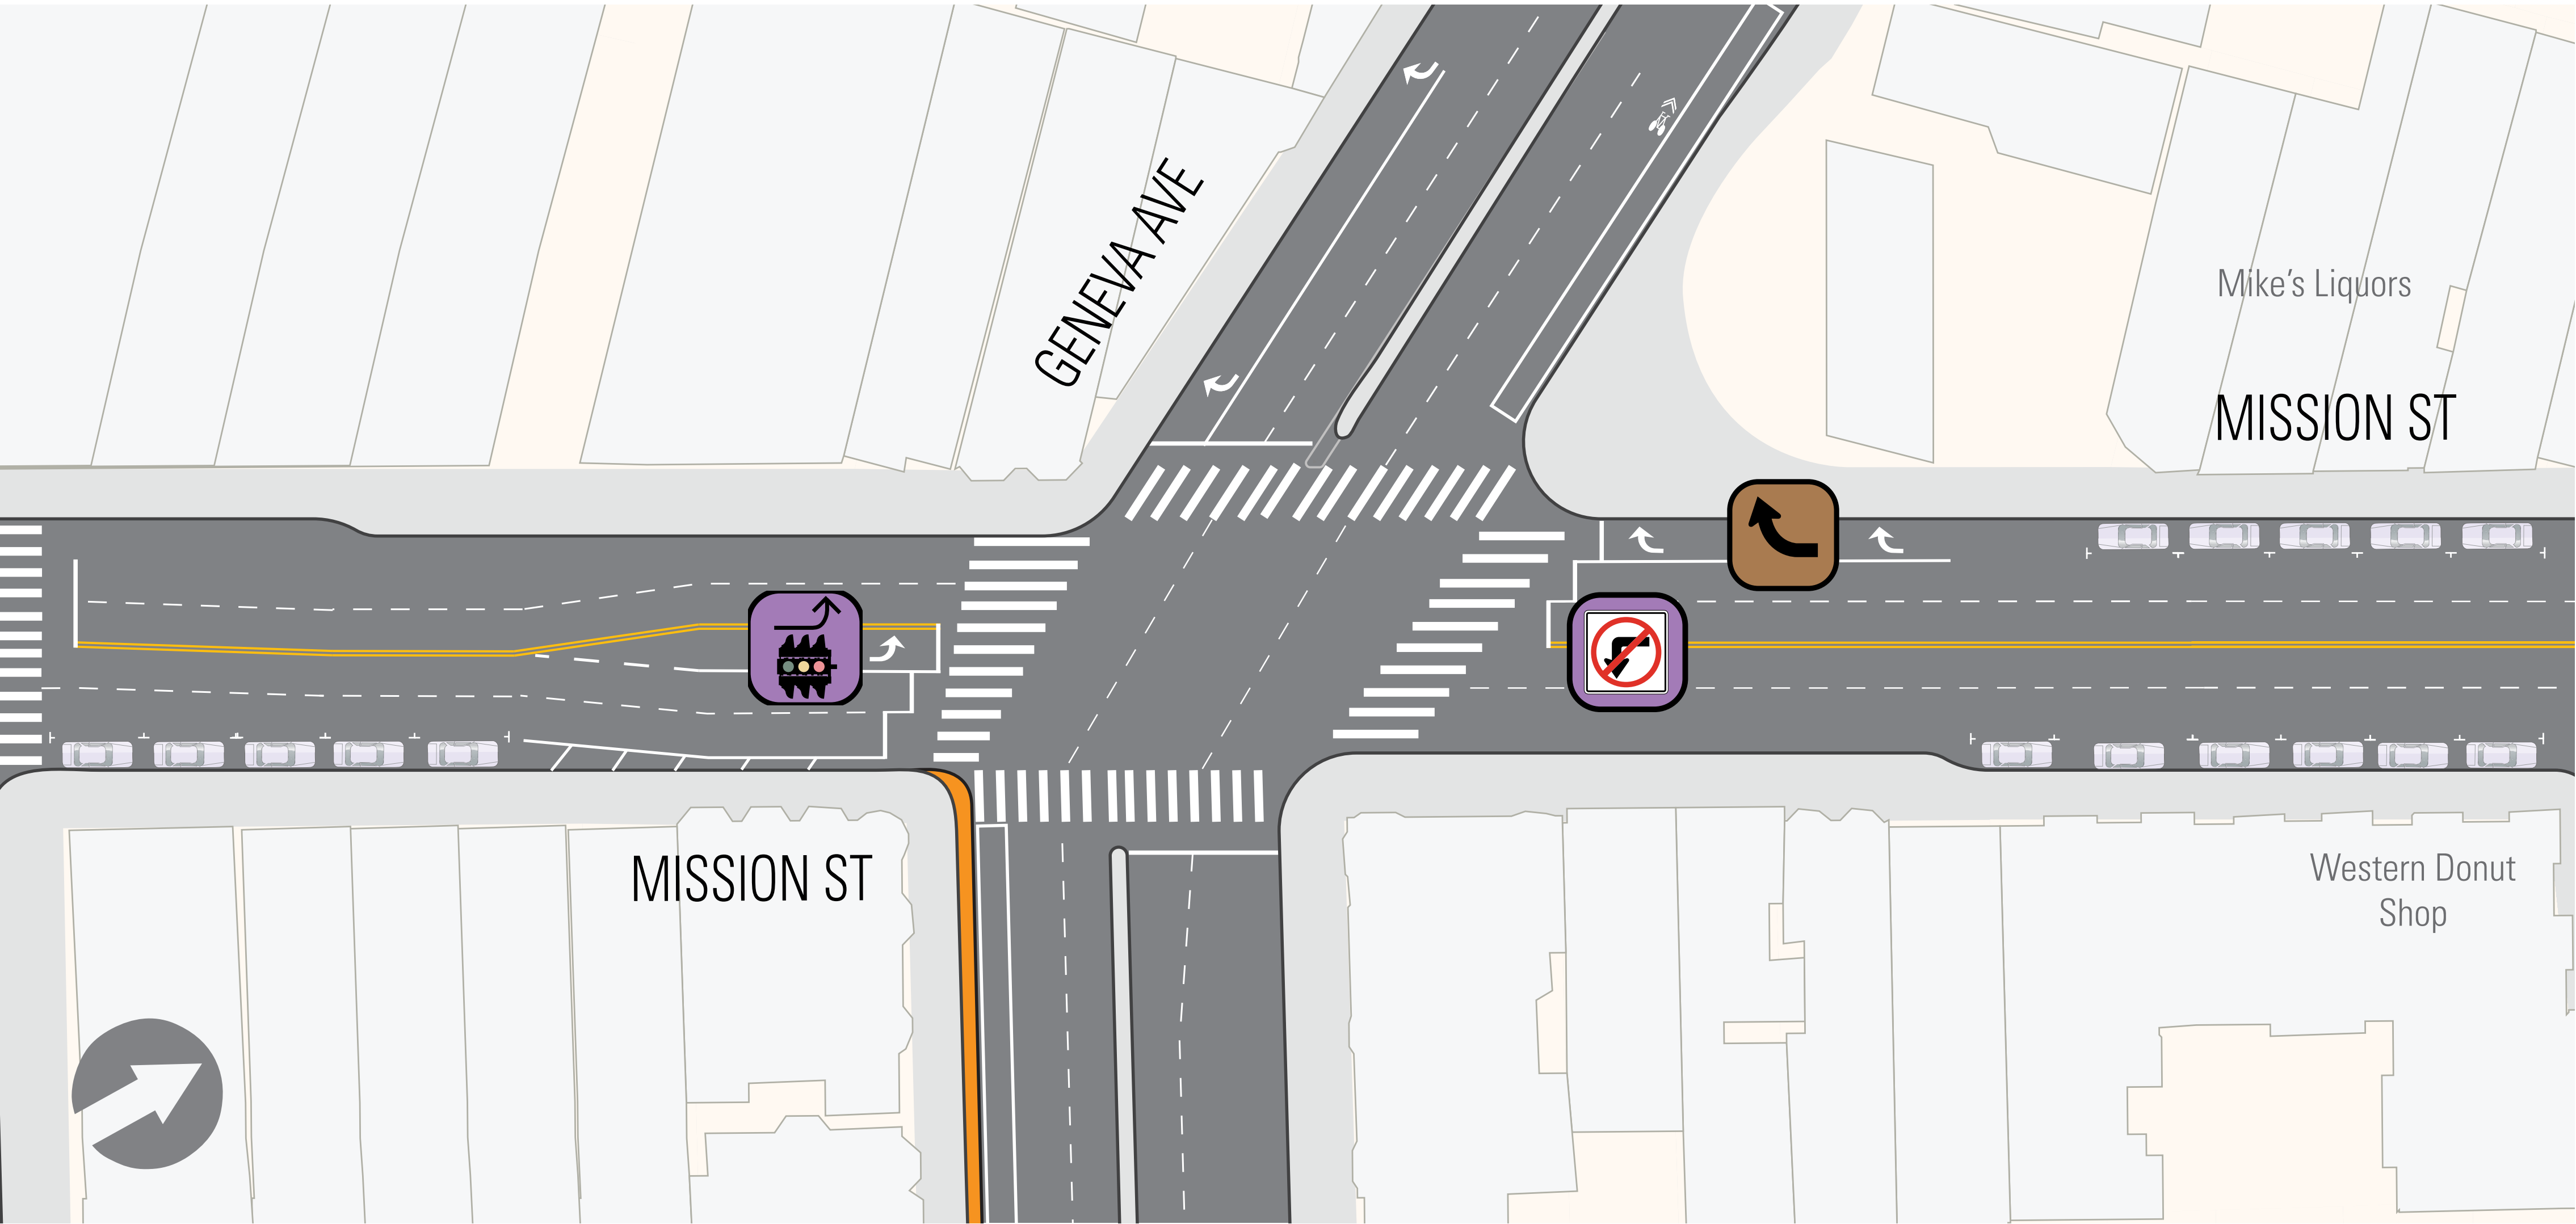 GENEVA AVE
Mike’s Liquors
MISSION ST
MISSION ST
Western Donut
Shop